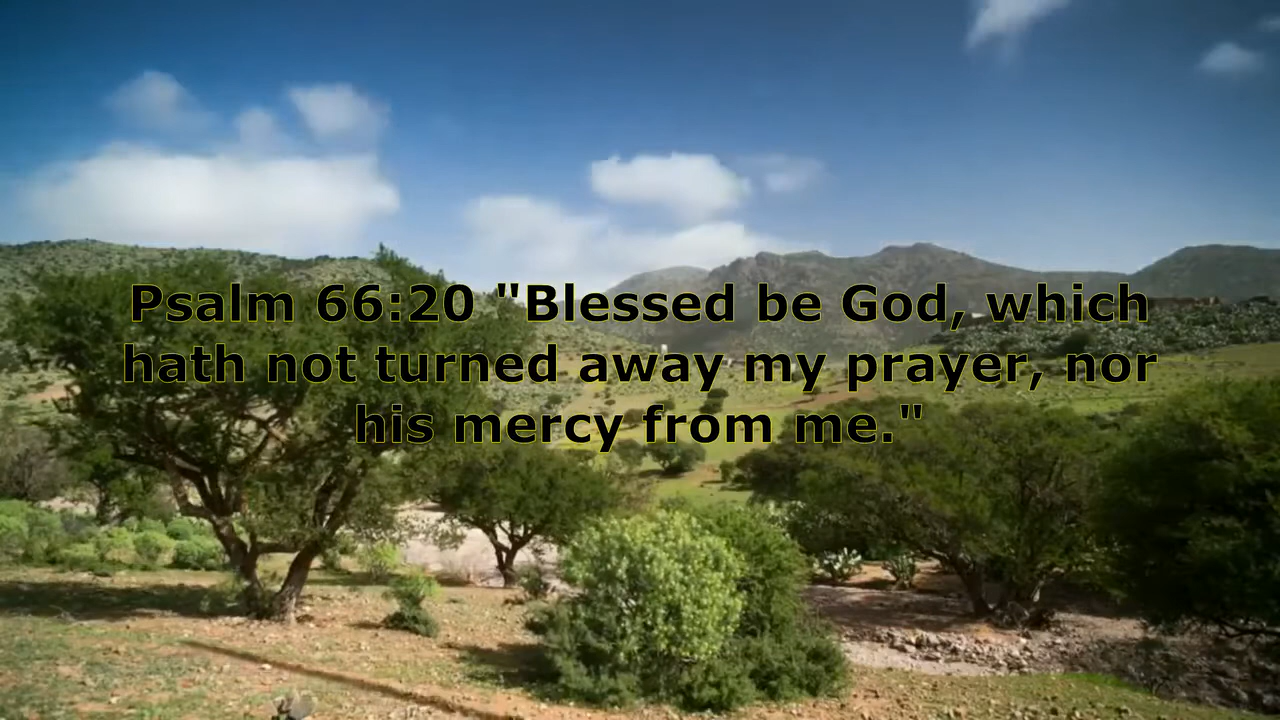 Psalm 66:20 "Blessed be God, which
hath not turned away my prayer, nor
his mercy from me."